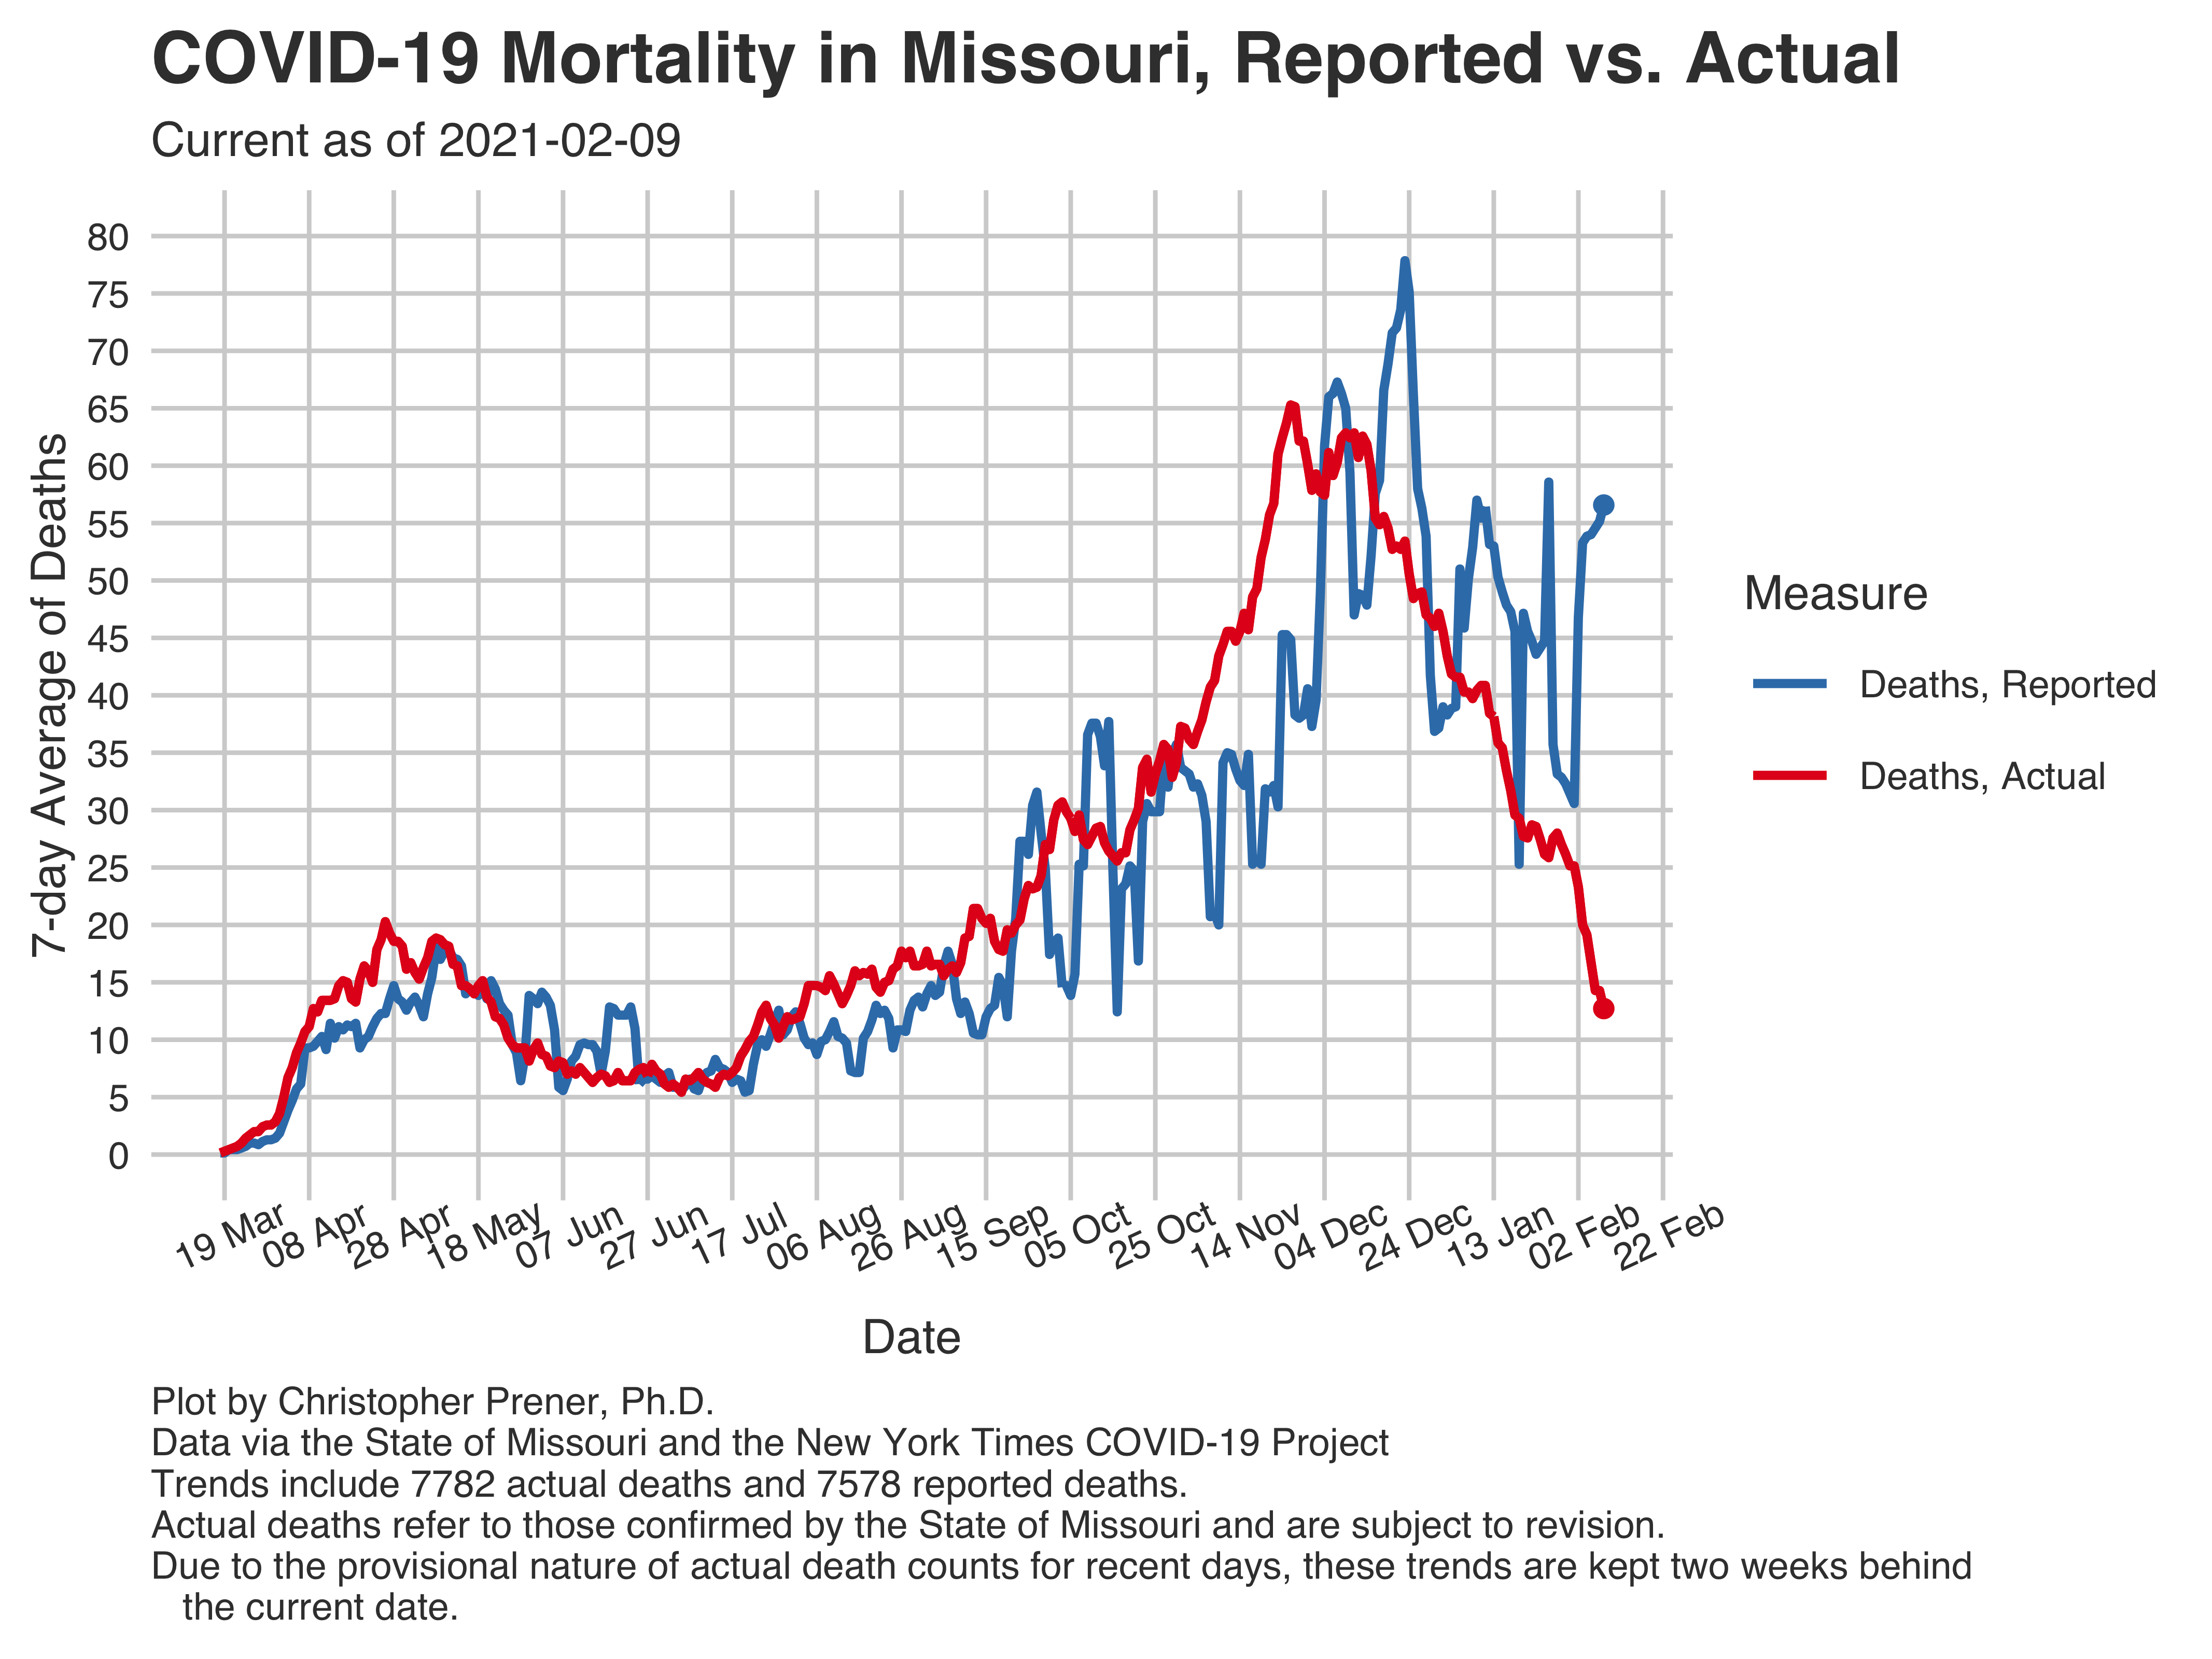 COVID-19 Mortality in Missouri, Reported vs. Actual
Current as of 2021-02-09
80
75
70
65
60
55
50
45
40
35
30
25
20
15
10
5
0
7-day Average of Deaths
19 Mar
08 Apr
28 Apr
18 May
07 Jun
27 Jun
17 Jul
06 Aug
26 Aug
15 Sep
05 Oct
25 Oct
14 Nov
04 Dec
24 Dec
13 Jan
02 Feb
22 Feb
Date
Measure
Deaths, Reported
Deaths, Actual
Plot by Christopher Prener, Ph.D.
Data via the State of Missouri and the New York Times COVID-19 Project
Trends include 7782 actual deaths and 7578 reported deaths.
Actual deaths refer to those confirmed by the State of Missouri and are subject to revision.
Due to the provisional nature of actual death counts for recent days, these trends are kept two weeks behind
the current date.